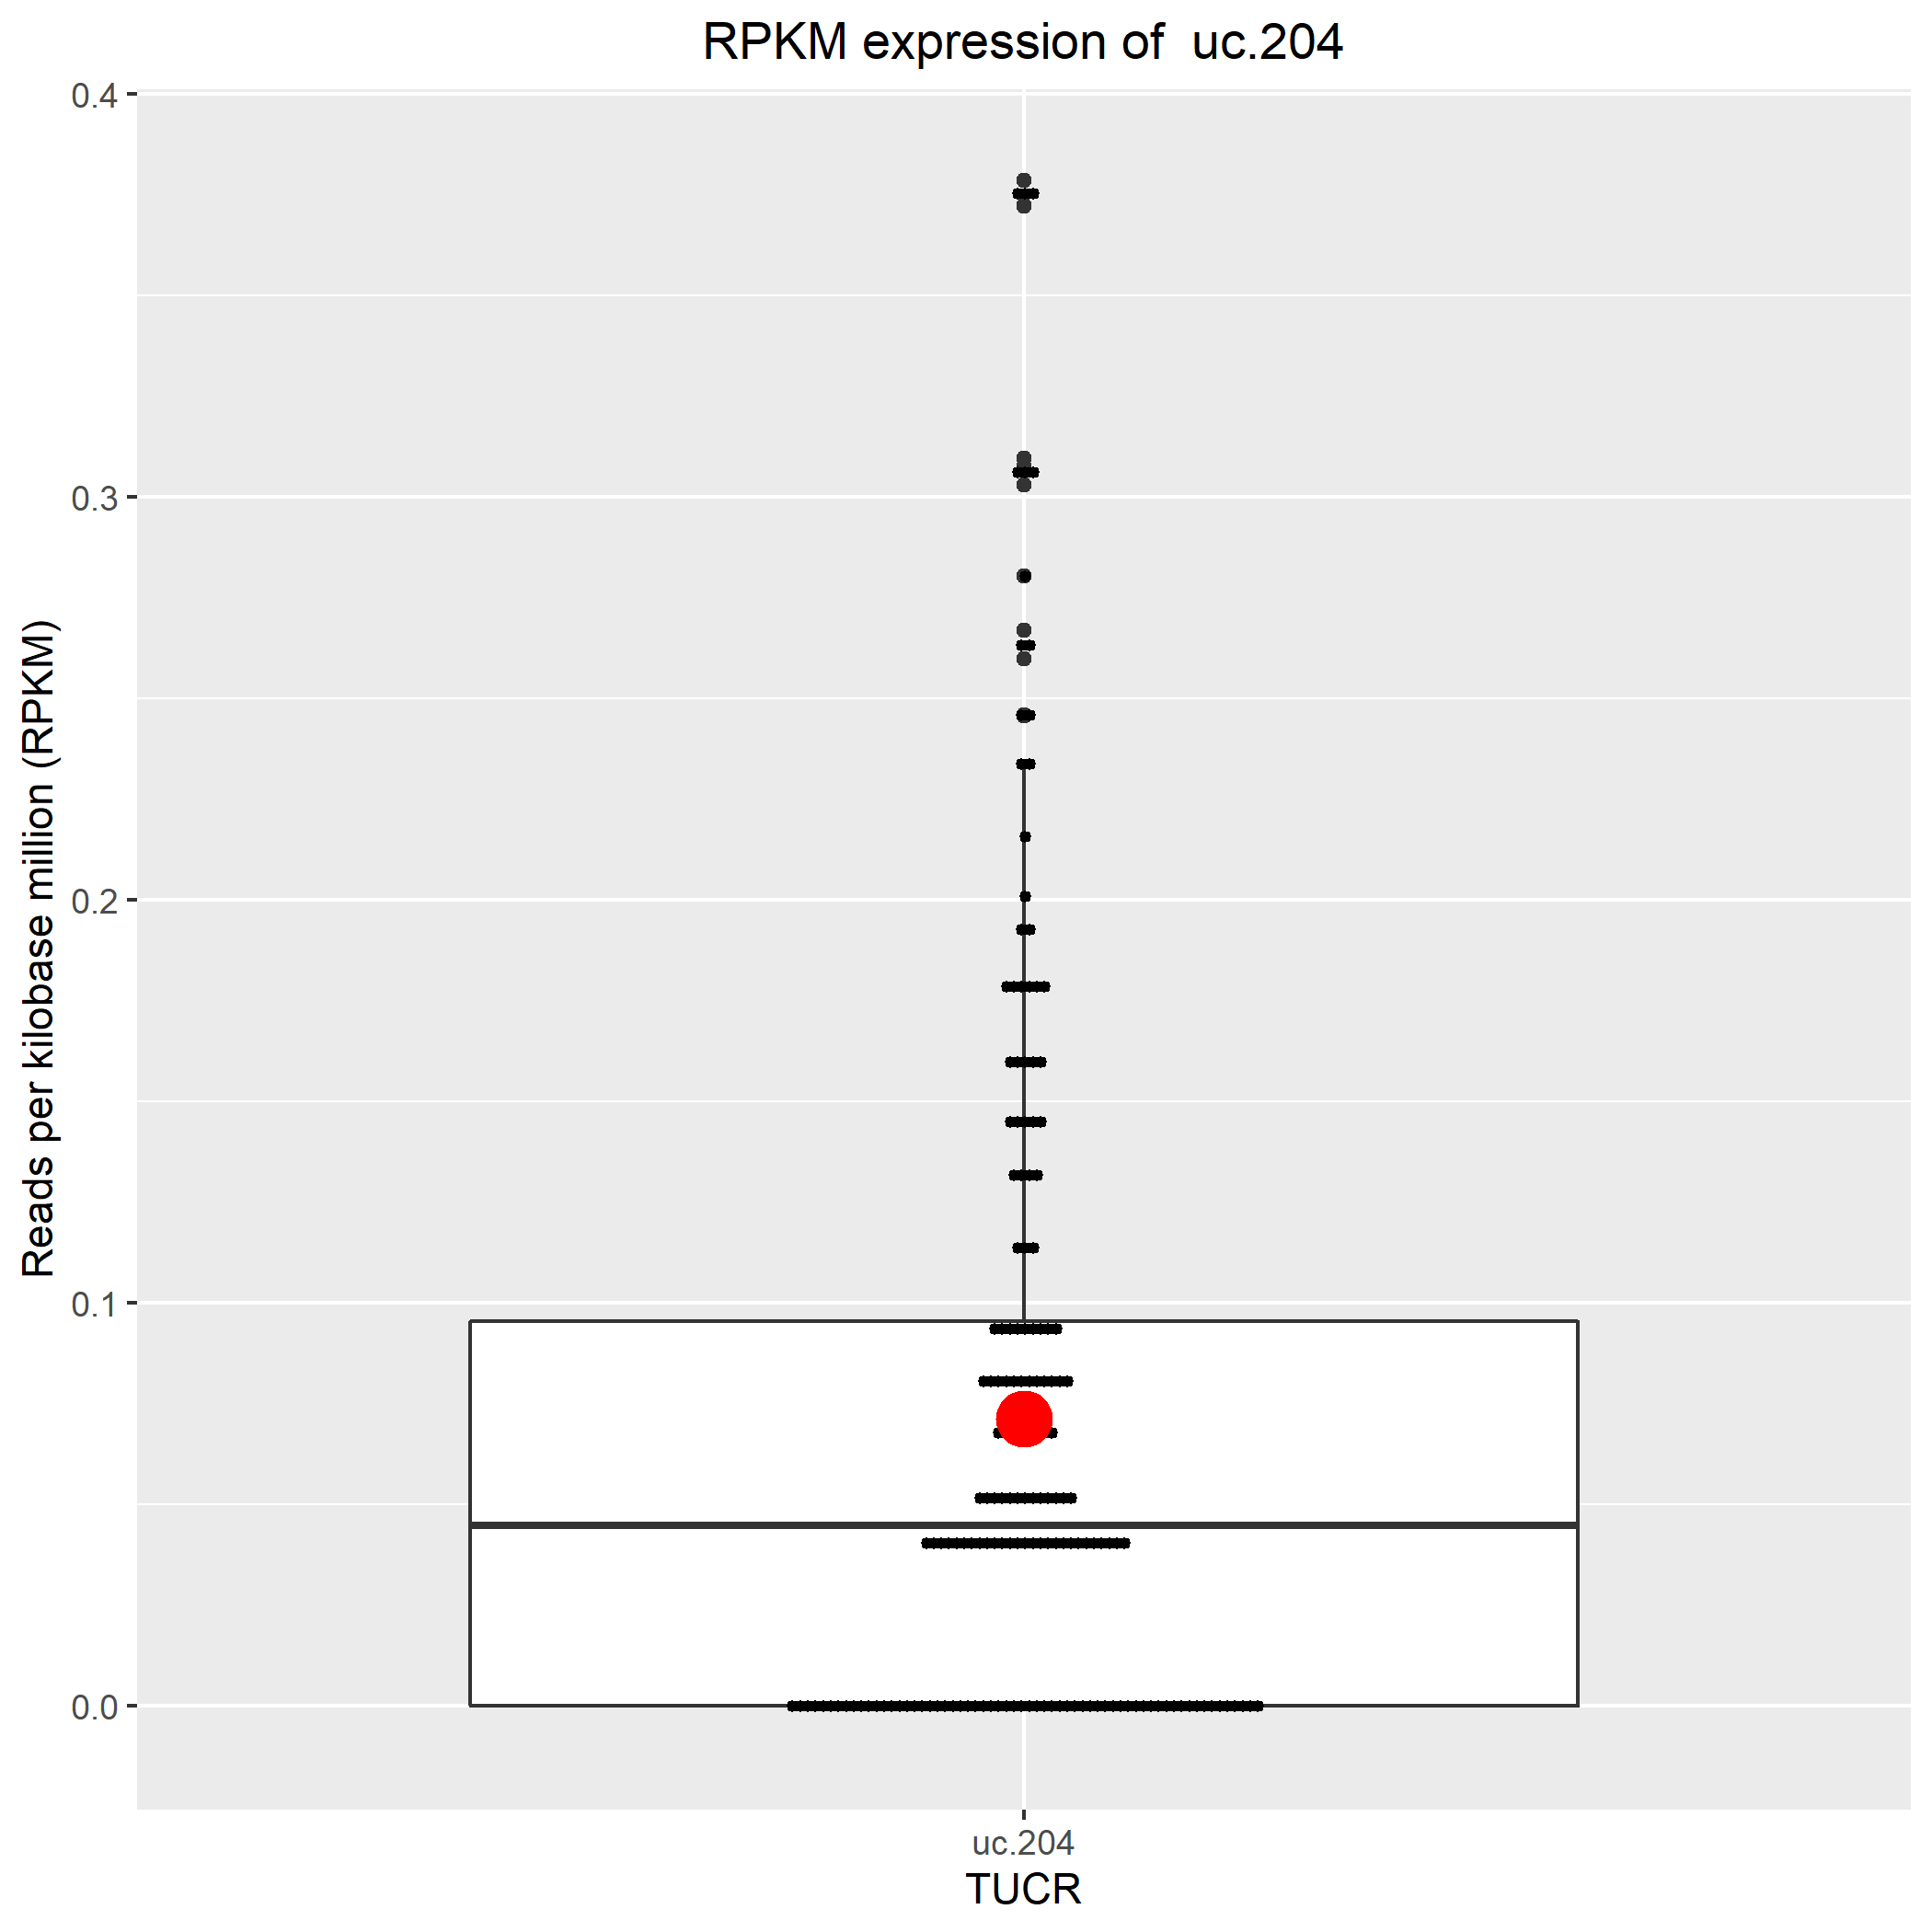 RPKM expression of  uc.204
Reads per kilobase million (RPKM)
0.4
0.3
0.2
0.1
0.0
uc.204
TUCR